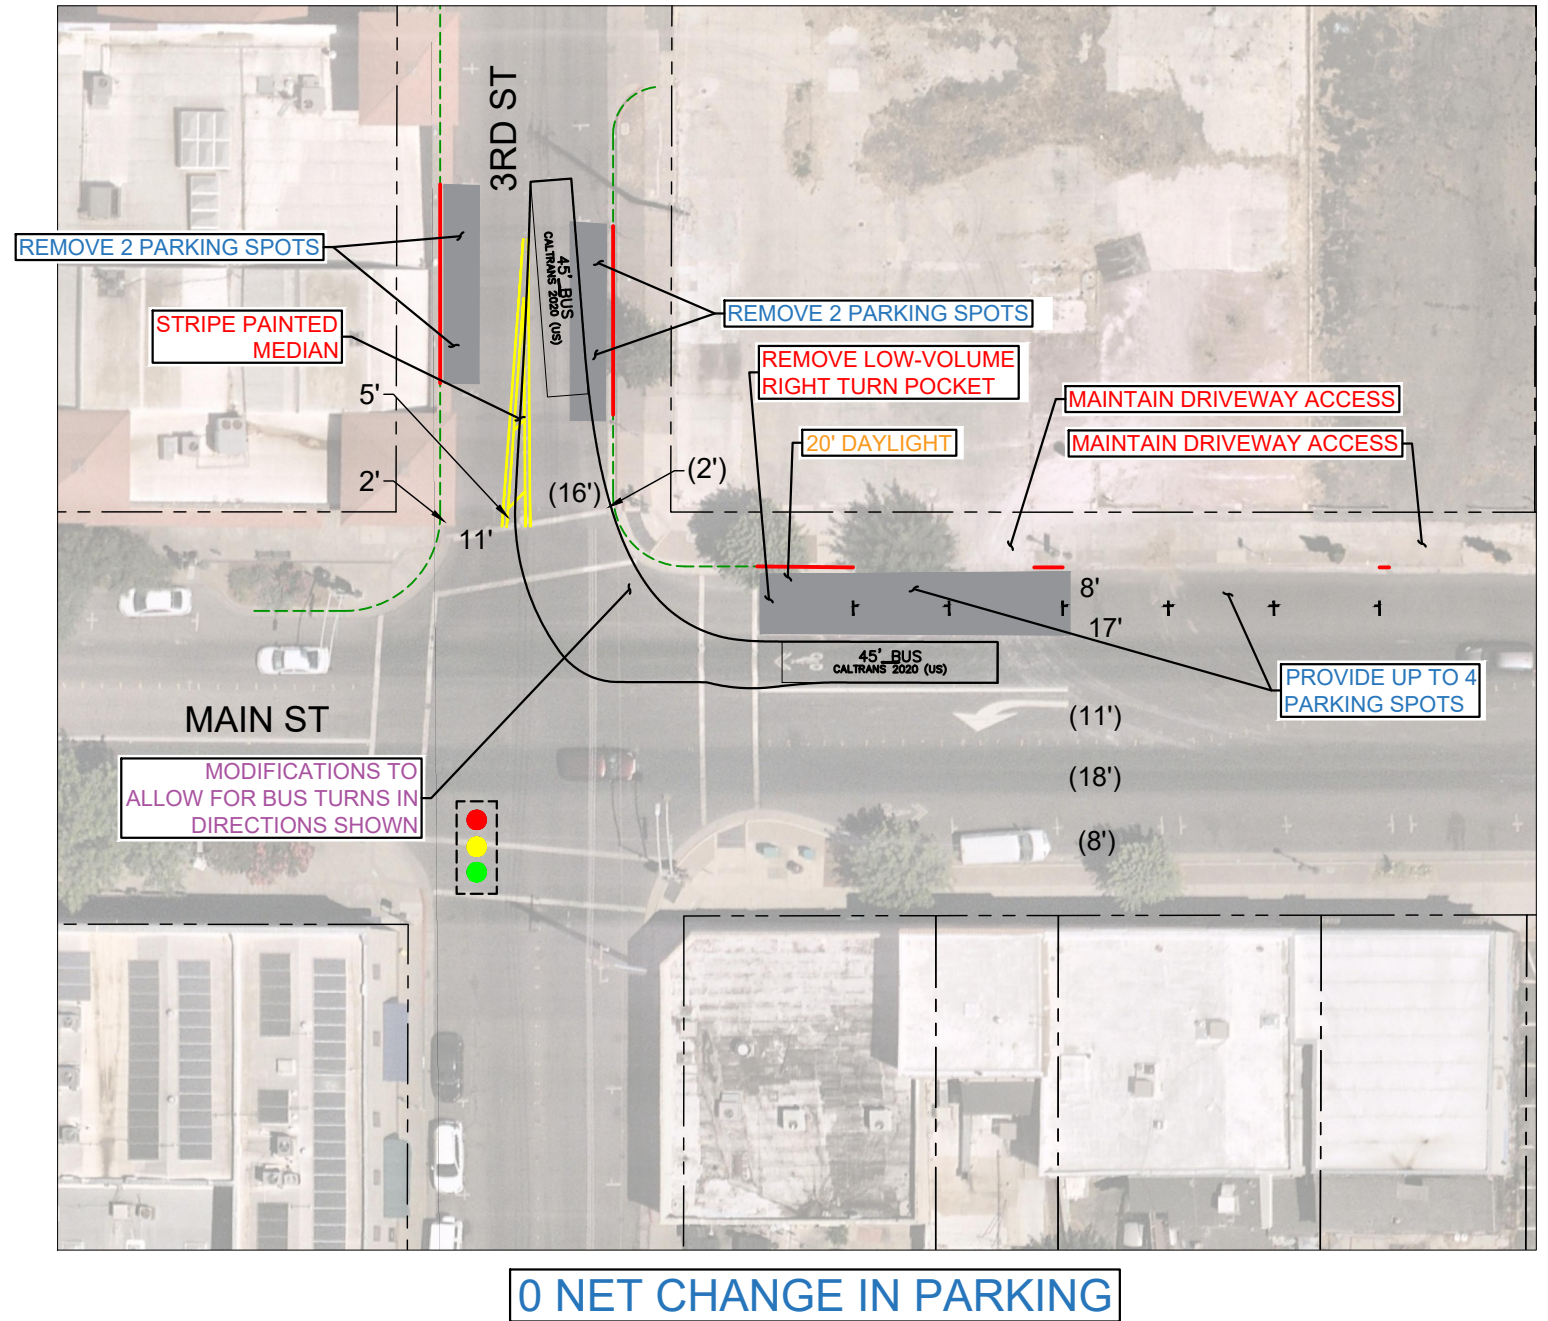 3RD ST
REMOVE 2 PARKING SPOTS
45' BUS
CALTRANS 2020 (US)
REMOVE 2 PARKING SPOTS
STRIPE PAINTED
MEDIAN
REMOVE LOW-VOLUME
RIGHT TURN POCKET
5'
MAINTAIN DRIVEWAY ACCESS
20' DAYLIGHT
MAINTAIN DRIVEWAY ACCESS
2'
(16')
(2')
11'
8'
17'
45' BUS
CALTRANS 2020 (US)
PROVIDE UP TO 4
PARKING SPOTS
MAIN ST
(11')
MODIFICATIONS TO
ALLOW FOR BUS TURNS IN
DIRECTIONS SHOWN
(18')
(8')
0 NET CHANGE IN PARKING